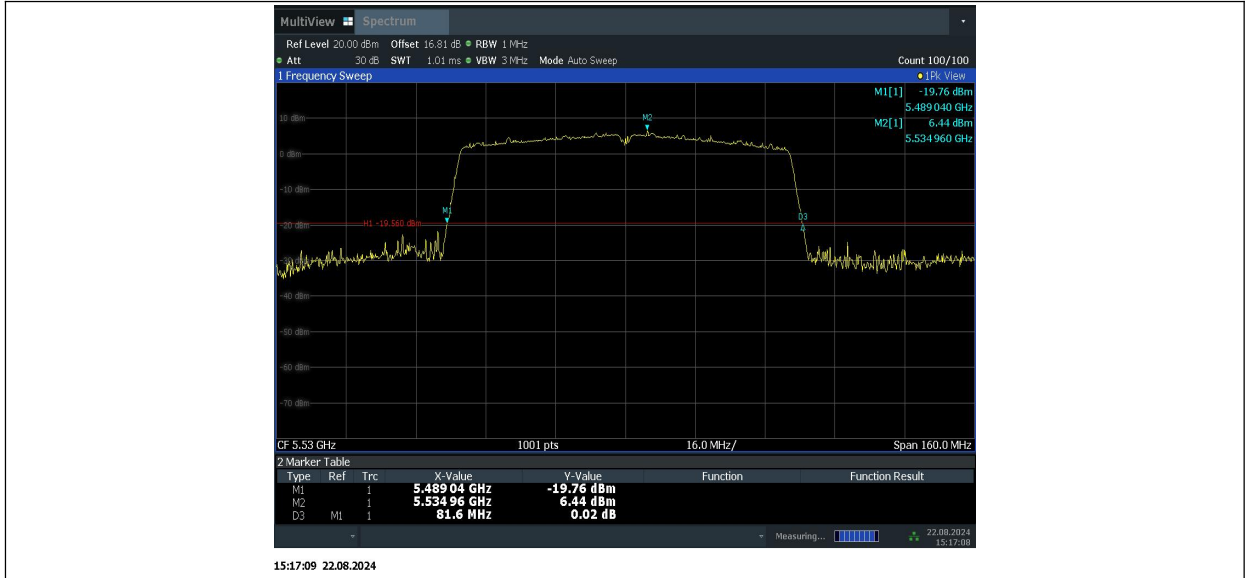 MultiView Spectrum
Ref Level 20.00 dBm Offset 16.81 dB RBW 1 MHz
Att 30 dB SWT 1.01 ms VBW 3 MHz Mode Auto Sweep Count 100/100
1 Frequency Sweep 1Pk View
M1[1] -19.76 dBm
5.489 040 GHz
M2[1] 6.44 dBm
5.534 960 GHz
10 dBm
M2
0 dBm
-10 dBm
M1
D3
-20 dBm H1 -19.560 dBm
-30 dBm
-40 dBm
-50 dBm
-60 dBm
-70 dBm
CF 5.53 GHz 1001 pts 16.0 MHz/ Span 160.0 MHz
2 Marker Table
Type Ref Trc X-Value Y-Value Function Function Result
M1 1 5.489 04 GHz -19.76 dBm
M2 1 5.534 96 GHz 6.44 dBm
D3 M1 1 81.6 MHz 0.02 dB
Measuring... 22.08.2024
15:17:08
15:17:09 22.08.2024